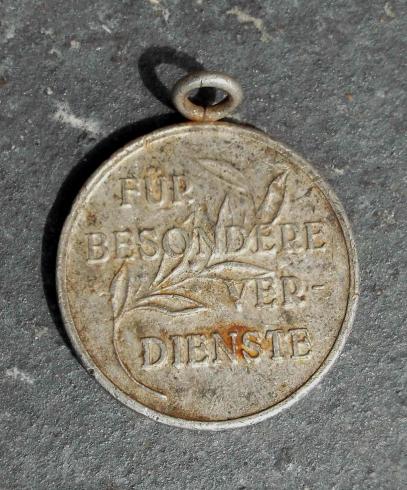 FÜR
BESONDERE
VER-
DIENSTE